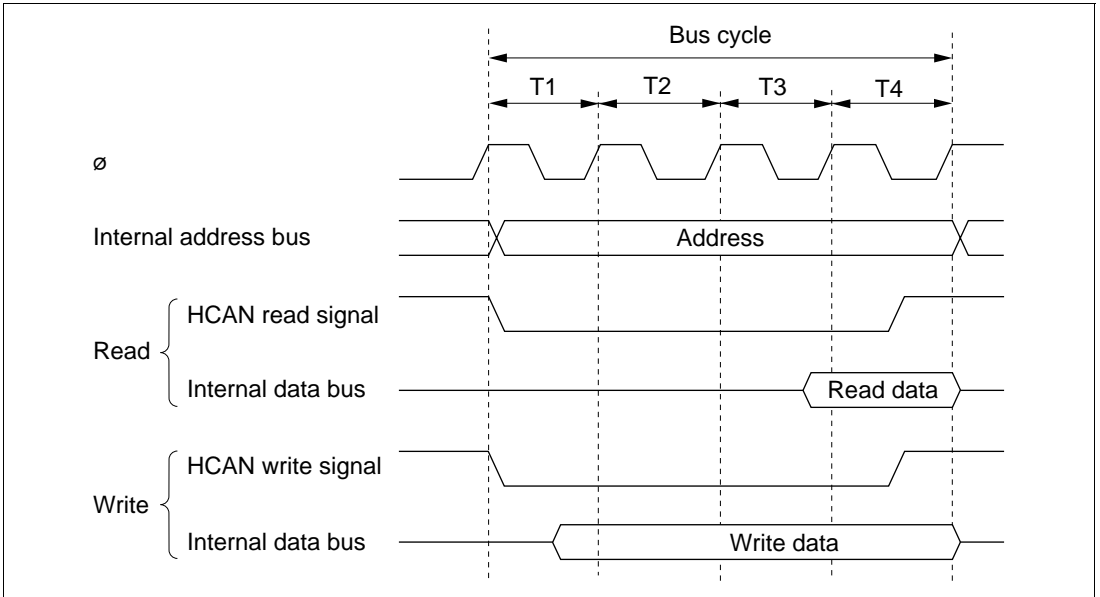 Bus cycle
T1 T2 T3 T4
ø
Internal address bus Address
HCAN read signal
Read
Internal data bus Read data
HCAN write signal
Write
Internal data bus Write data